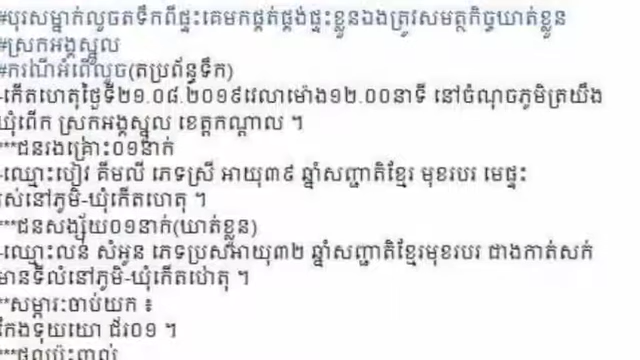 #បុរសម្នាក់លួចតទឹកពីផ្ទះគេមកផ្គត់ផ្គង់ផ្ទះខ្លួនឯងត្រូវសមត្ថកិច្ចឃាត់ខ្លួន
#ស្រុកអង្គស្នួល
#ករណីអំពើលួច(តប្រព័ន្ធទឹក)
-កើតហេតុថ្ងៃទី២១.08.2០១៩វេលាម៉ោង១២.00នាទី នៅចំណុចភូមិត្រយឹង
ឃុំពើក ស្រុកអង្គស្នួល ខេត្តកណ្តាល ។
***ជនរងគ្រោះ០១នាក់
-ឈ្មោះបៀវ គីមលី ភេទស្រី អាយុ៣៩ ឆ្នាំសញ្ជាតិខ្មែរ មុខរបរ មេផ្ទះ
រស់នៅភូមិ-ឃុំកើតហេតុ ។
***ជនសង្ស័យ០១នាក់(ឃាត់ខ្លួន)
-ឈ្មោះលន់ សំអូន ភេទប្រុសអាយុ៣២ ឆ្នាំសញ្ជាតិខ្មែរមុខរបរ ជាងកាត់សក់
មានទីលំនៅភូមិ-ឃុំកើតហេតុ ។
**សម្ភារៈចាប់យក ៖
កែងទុយយោ ជ័រ០១ ។